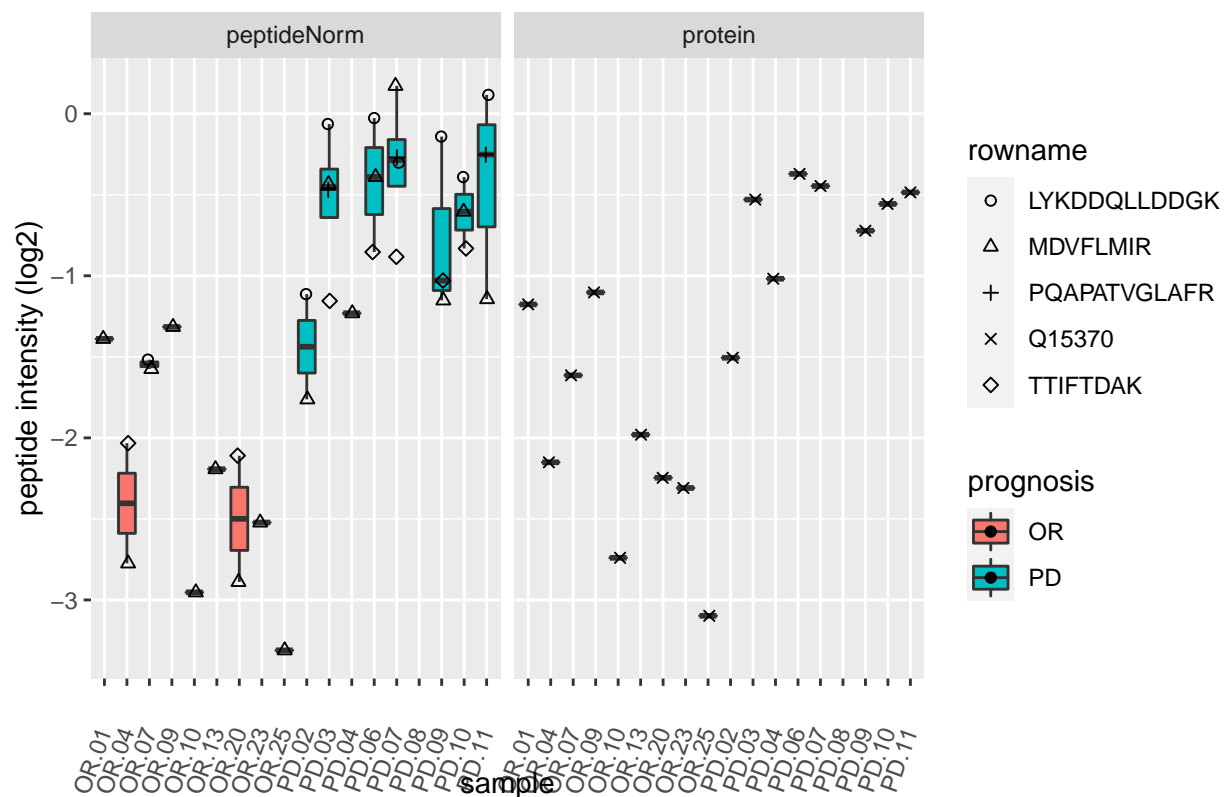 peptideNorm
protein
peptide intensity (log2)
0
−1
−2
−3
OR.01
OR.04
OR.07
OR.09
OR.10
OR.13
OR.20
OR.23
OR.25
PD.02
PD.03
PD.04
PD.06
PD.07
PD.08
PD.09
PD.10
PD.11
OR.01
OR.04
OR.07
OR.09
OR.10
OR.13
OR.20
OR.23
OR.25
PD.02
PD.03
PD.04
PD.06
PD.07
PD.08
PD.09
PD.10
PD.11
sample
rowname
LYKDDQLLDDGK
MDVFLMIR
PQAPATVGLAFR
Q15370
TTIFTDAK
prognosis
OR
PD